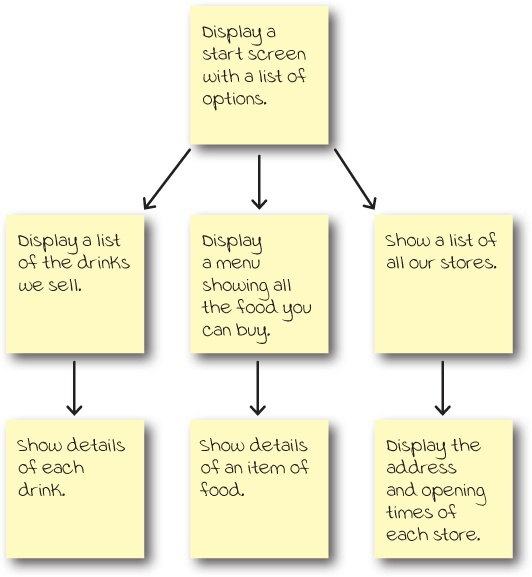 Display a
start screen
with a list of
options.
Display a list
of the drinks
we sell.
Display
a menu
showing all
the food you
can buy.
Show a list of
all our stores.
Show details
of each
drink.
Show details
of an item of
food.
Display the
address
and opening
times of
each store.